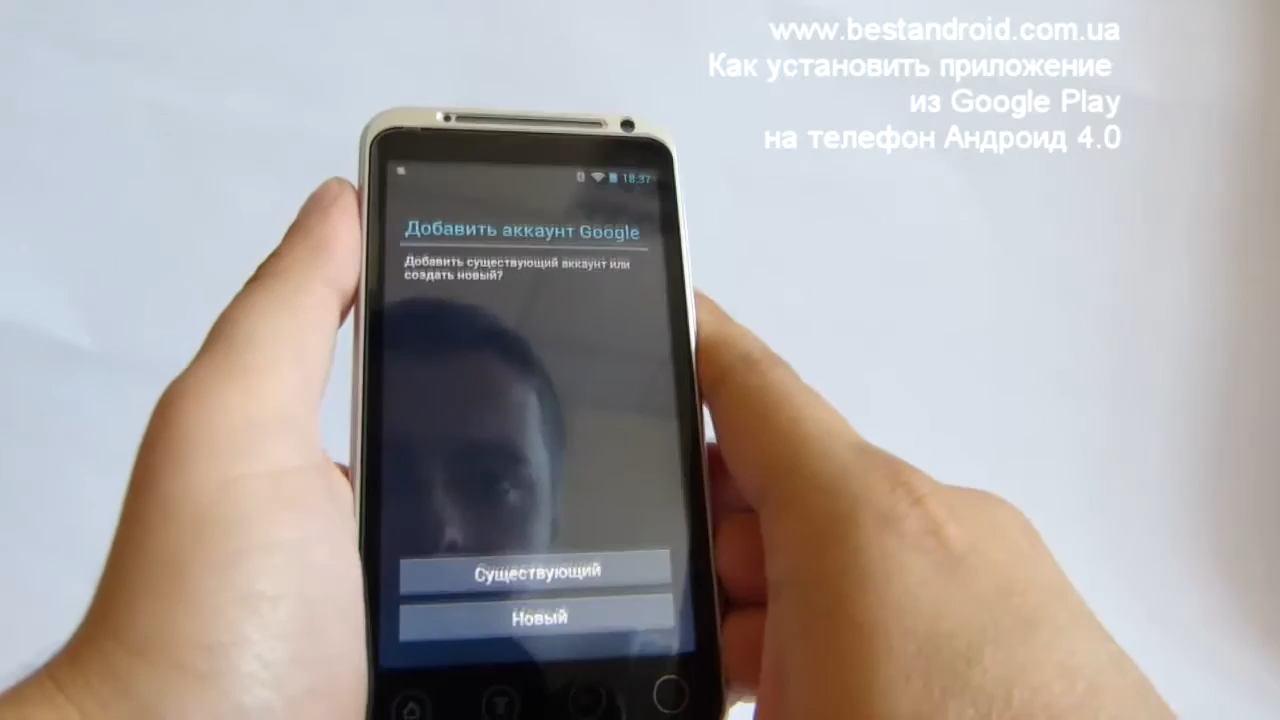 www.bestandroid.com.ua
Как установить приложение
из Google Play
на телефон Андроид 4.0
18:37
Добавить аккаунт Google
Добавить существующий аккаунт или
создать новый?
Существующий
Новый